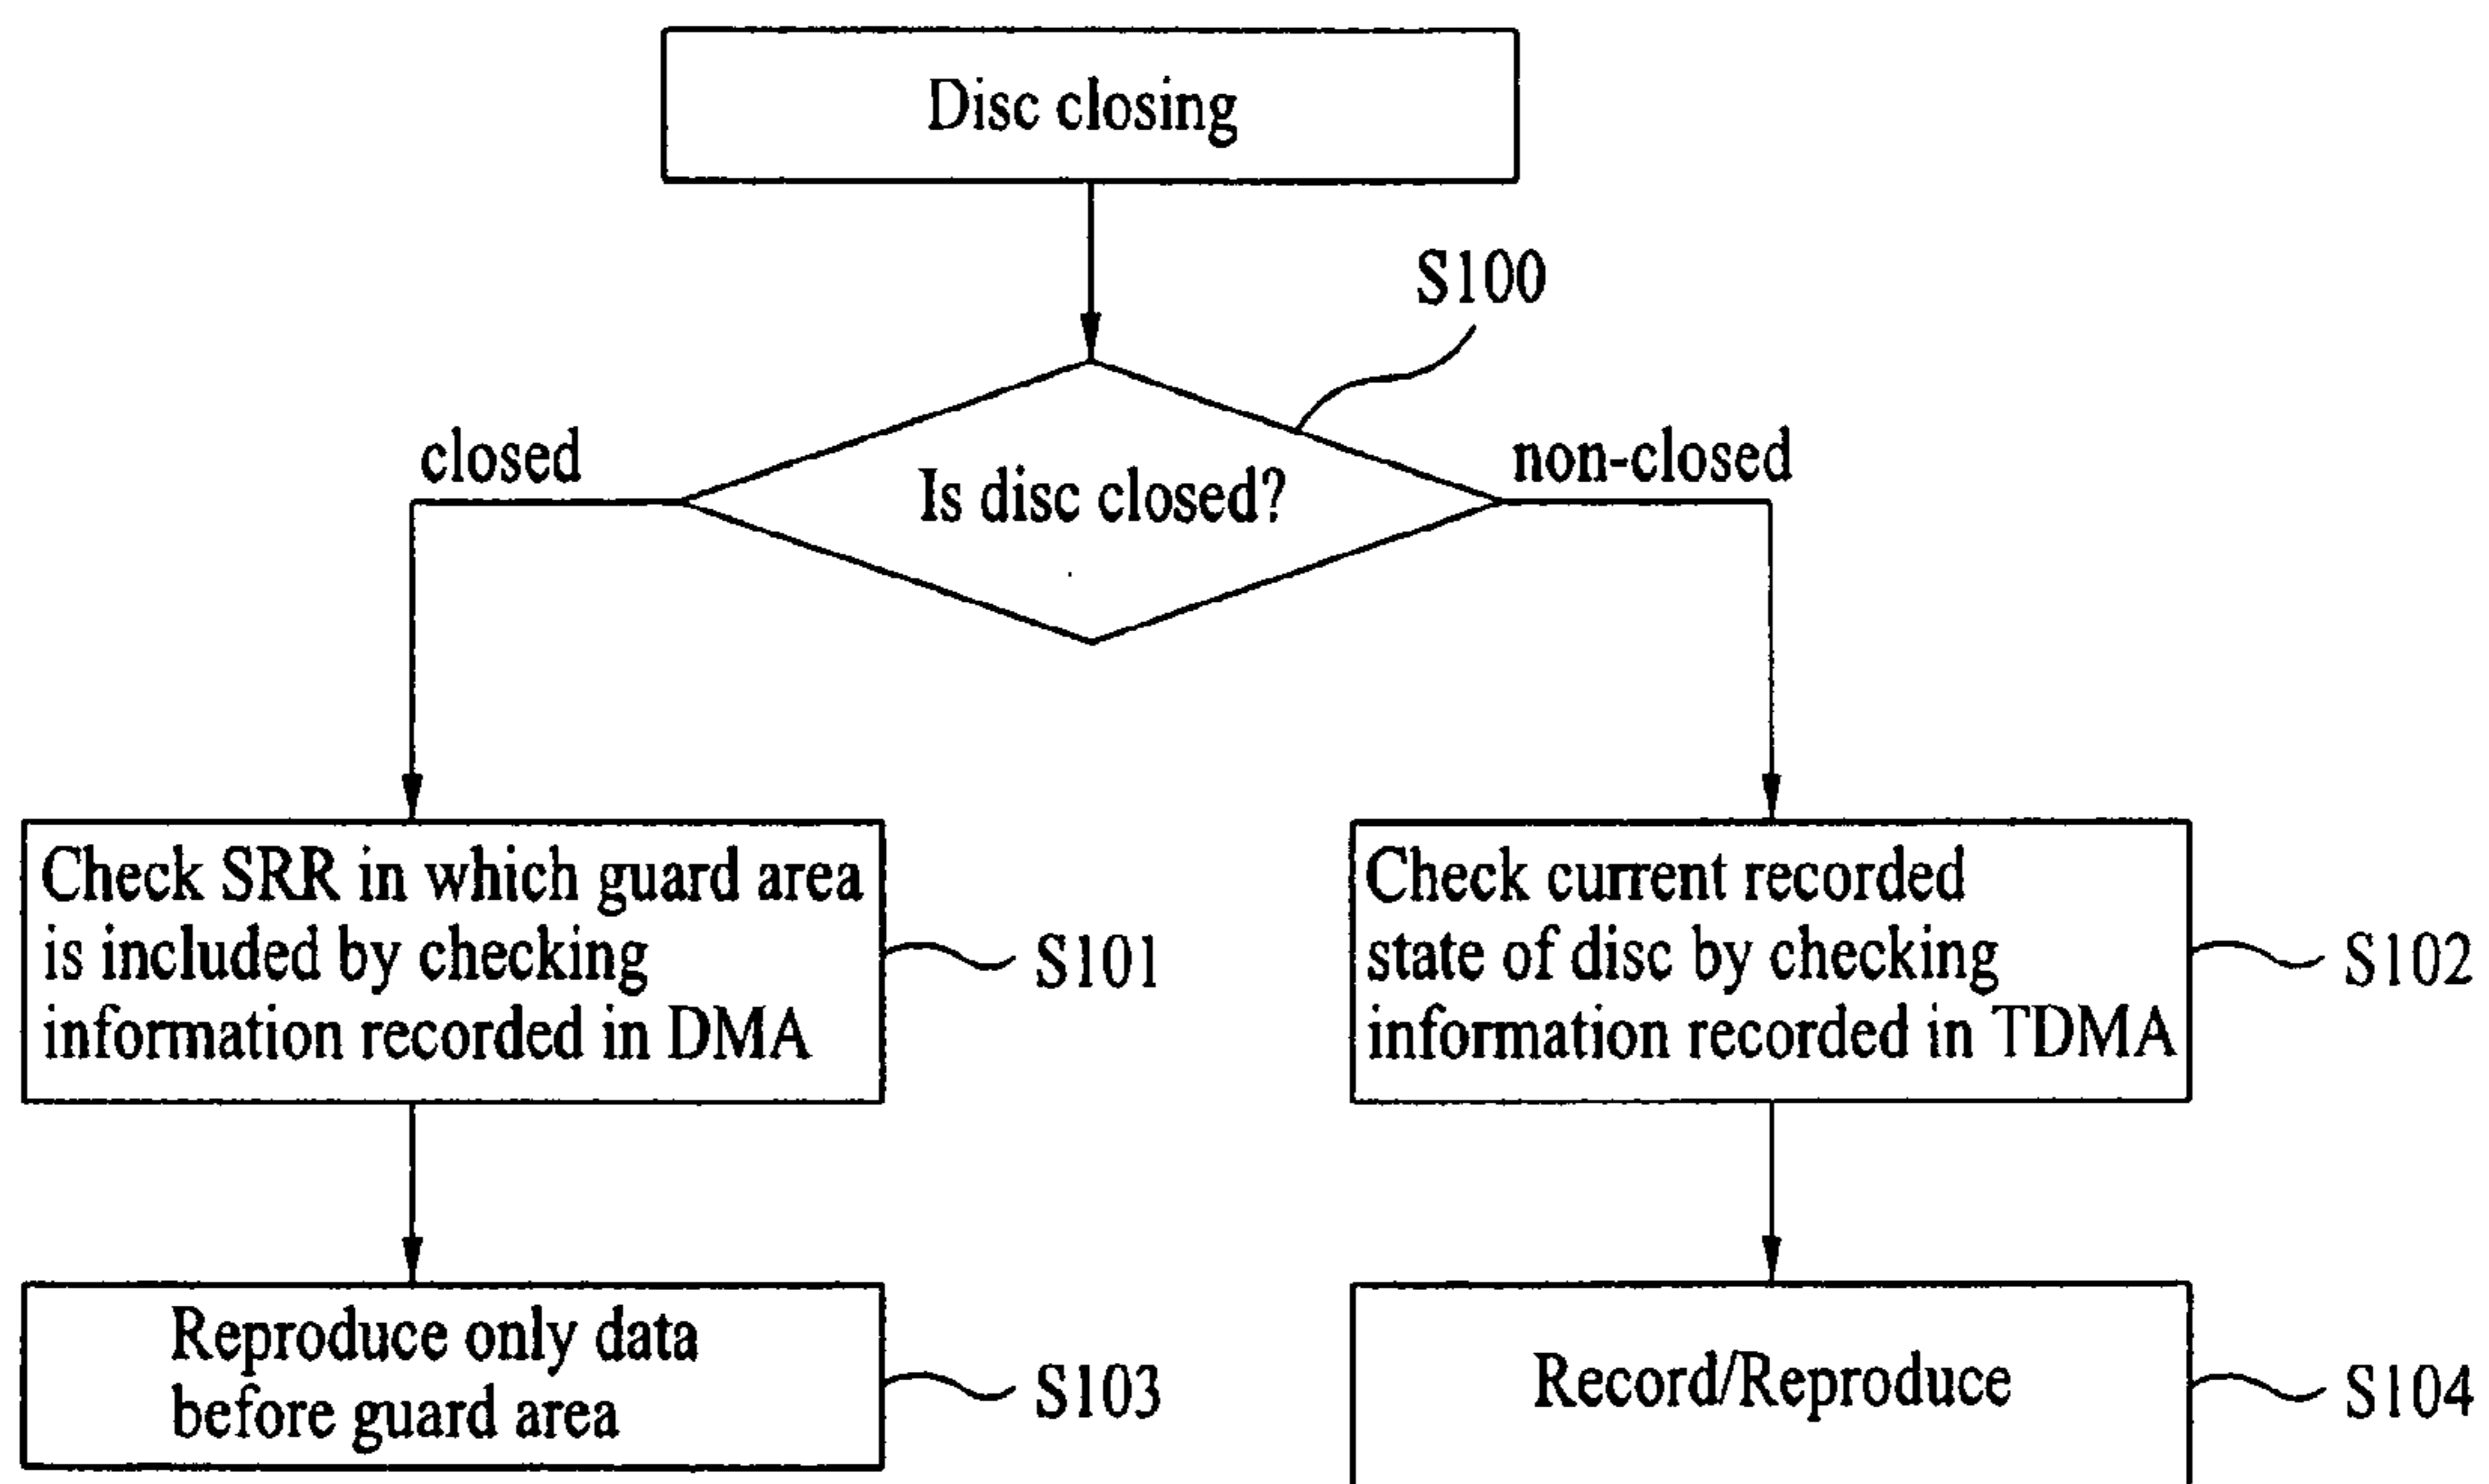 Disc closing
S100
closed
Is disc closed?
non-closed
Check SRR in which guard area
is included by checking
information recorded in DMA
S101
Check current recorded
state of disc by checking
information recorded in TDMA
S102
Reproduce only data
before guard area
S103
Record/Reproduce
S104